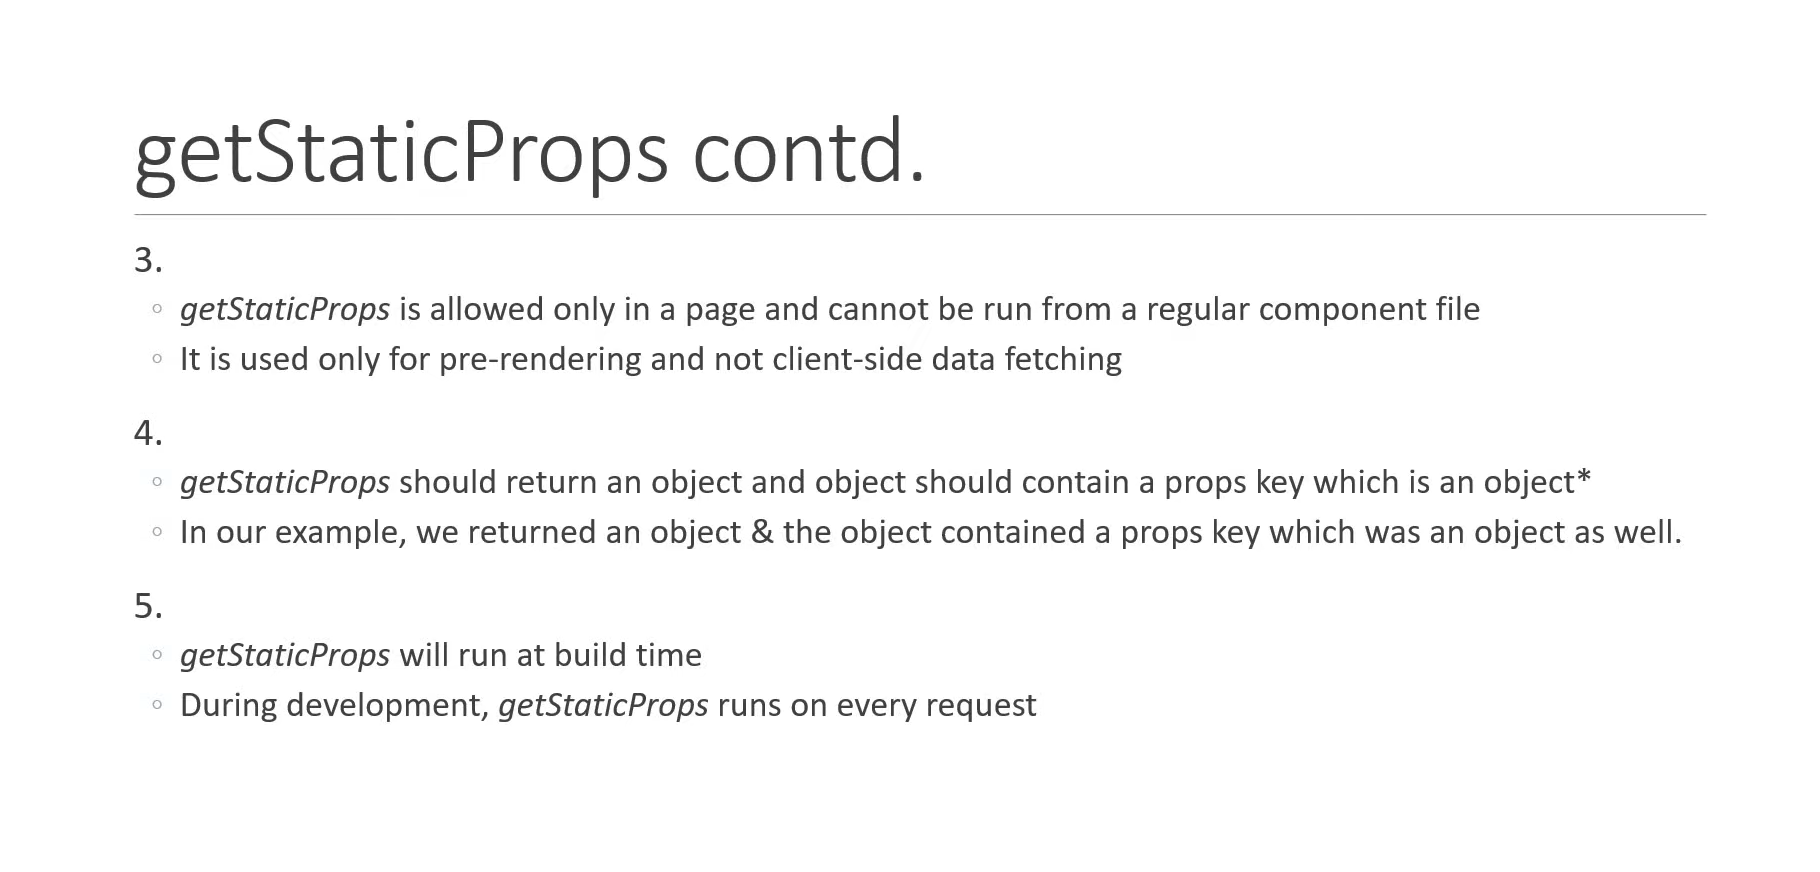 getStaticProps contd.
3.
◦ getStaticProps is allowed only in a page and cannot be run from a regular component file
◦ It is used only for pre-rendering and not client-side data fetching
4.
◦ getStaticProps should return an object and object should contain a props key which is an object*
◦ In our example, we returned an object & the object contained a props key which was an object as well.
5.
◦ getStaticProps will run at build time
◦ During development, getStaticProps runs on every request